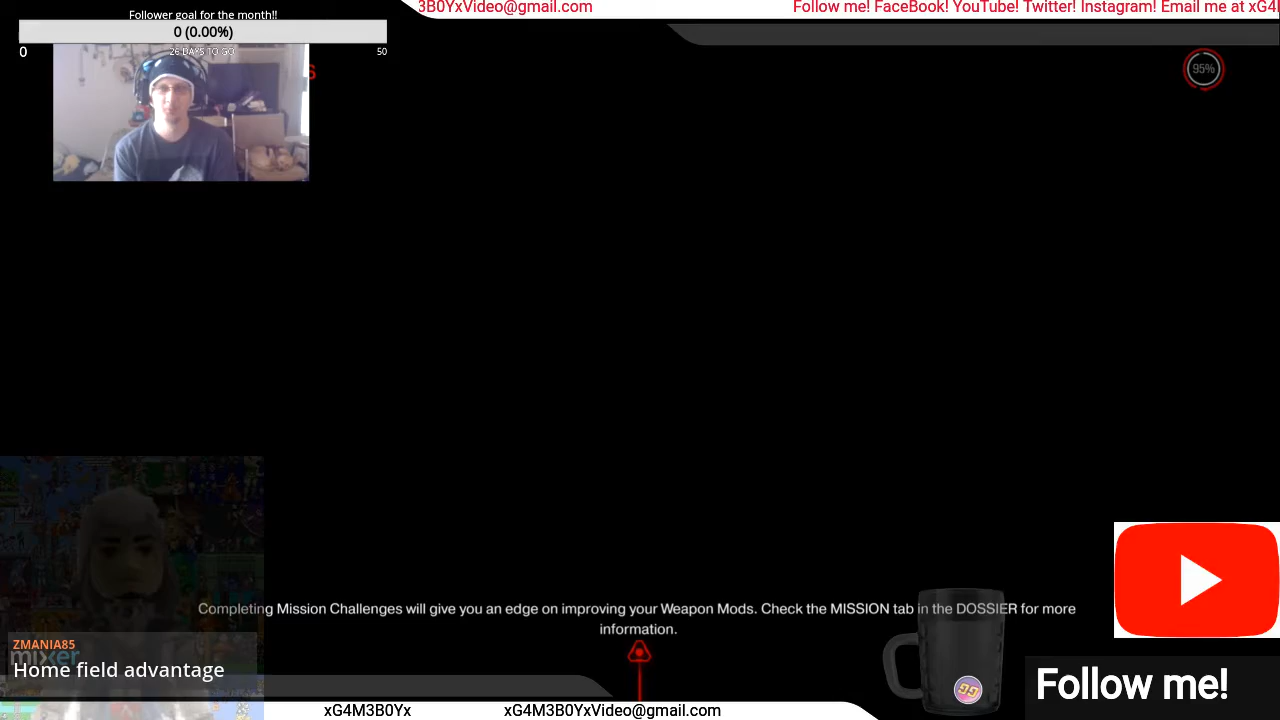 Follower goal for the month!!
3B0YxVideo@gmail.com
Follow me! FaceBook! YouTube! Twitter! Instagram! Email me at xG4
0 (0.00%)
0
26 DAYS TO GO
50
S
95%
Completing Mission Challenges will give you an edge on improving your Weapon Mods. Check the MISSION tab in the DOSSIER for more
information.
ZMANIA85
mixer
Home field advantage
Follow me!
xG4M3B0Yx
xG4M3B0YxVideo@gmail.com